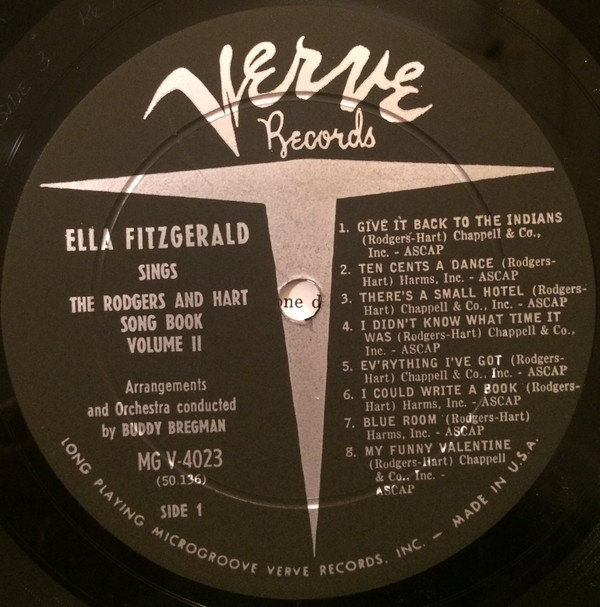 Verve
Records
ELLA FITZGERALD
SINGS
THE RODGERS AND HART
SONG BOOK
VOLUME II
Arrangements
and Orchestra conducted
by BUDDY BREGMAN
MG V-4023
(50.136)
SIDE 1
one d
1. GIVE IT BACK TO THE INDIANS
(Rodgers-Hart) Chappell & Co.,
Inc. - ASCAP
2. TEN CENTS A DANCE (Rodgers-
Hart) Harms, Inc. - ASCAP
3. THERE'S A SMALL HOTEL (Rodgers-
Hart) Chappell & Co., Inc. - ASCAP
4. I DIDN'T KNOW WHAT TIME IT
WAS (Rodgers-Hart) Chappell & Co.,
Inc. - ASCAP
5. EV'RYTHING I'VE GOT (Rodgers-
Hart) Chappell & Co., Inc. - ASCAP
6. I COULD WRITE A BOOK (Rodgers-
Hart) Harms, Inc. - ASCAP
7. BLUE ROOM (Rodgers-Hart)
Harms, Inc. - ASCAP
8. MY FUNNY VALENTINE
(Rodgers-Hart) Chappell
& Co., Inc. -
ASCAP
LONG PLAYING MICROGROOVE VERVE RECORDS, INC. — MADE IN U.S.A.
SIDE 3